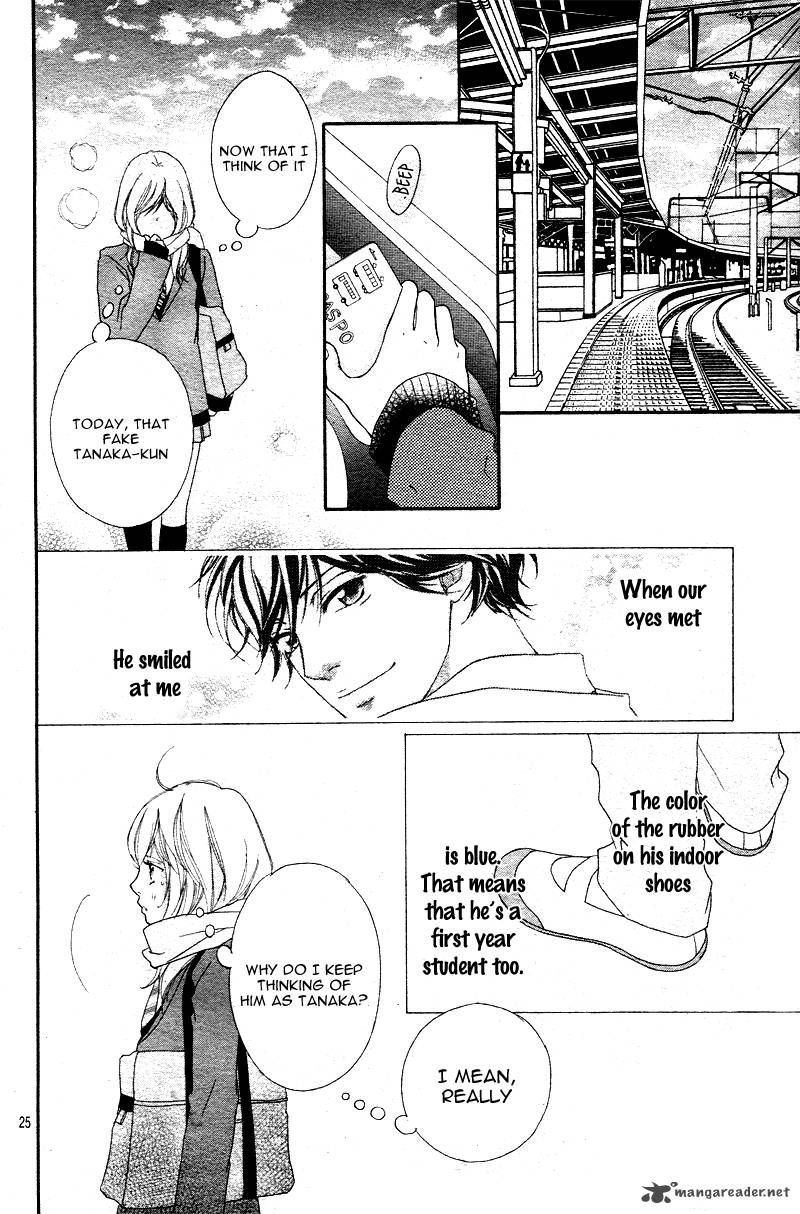 BEEP
ASPO
NOW THAT I
THINK OF IT
TODAY, THAT
FAKE
TANAKA-KUN
When our
eyes met
He smiled
at me
The color
of the rubber
on his indoor
shoes
is blue.
That means
that he's a
first year
student too.
I MEAN,
REALLY
WHY DO I KEEP
THINKING OF
HIM AS TANAKA?
25
mangareader.net